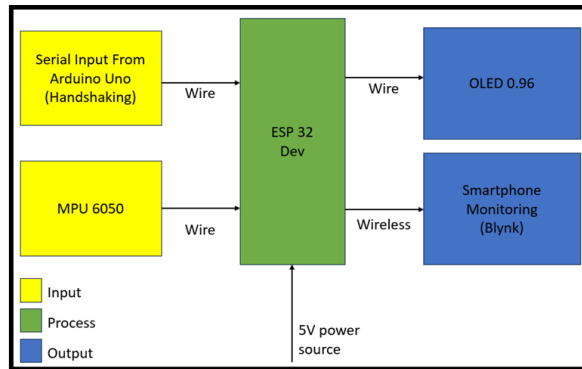 Serial Input From
Arduino Uno
(Handshaking)
Wire
ESP 32
Dev
Wire
OLED 0.96
MPU 6050
Wire
Wireless
Smartphone
Monitoring
(Blynk)
Input
Process
Output
5V power
source